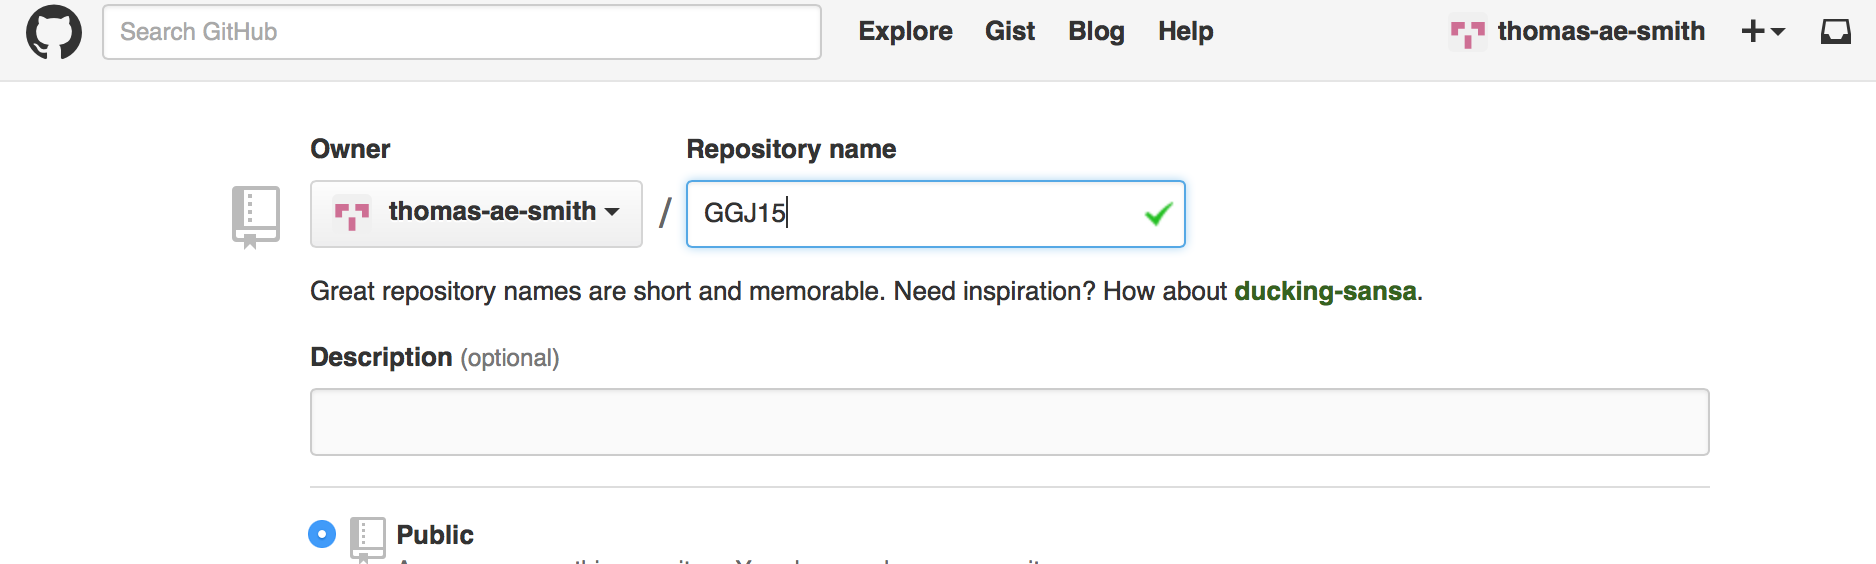 Search GitHub Explore Gist Blog Help thomas-ae-smith
Owner Repository name
thomas-ae-smith / GGJ15
Great repository names are short and memorable. Need inspiration? How about ducking-sansa.
Description (optional)
Public